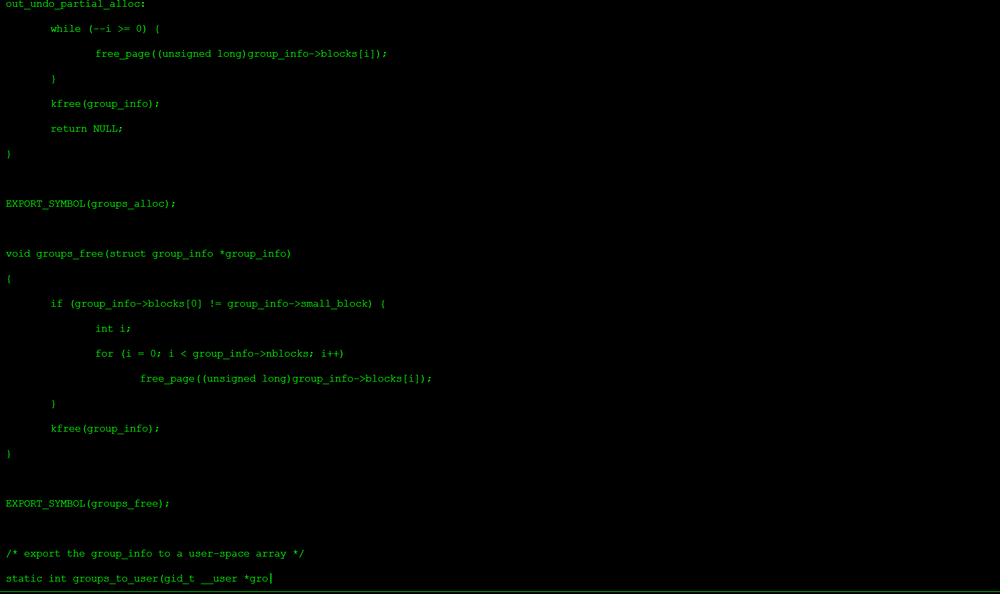 out_undo_partial_alloc:
while (--i >= 0) {
free_page((unsigned long)group_info->blocks[i]);
}
kfree(group_info);
return NULL;
}
EXPORT_SYMBOL(groups_alloc);
void groups_free(struct group_info *group_info)
{
if (group_info->blocks[0] != group_info->small_block) {
int i;
for (i = 0; i < group_info->nblocks; i++)
free_page((unsigned long)group_info->blocks[i]);
}
kfree(group_info);
}
EXPORT_SYMBOL(groups_free);
/* export the group_info to a user-space array */
static int groups_to_user(gid_t __user *gro|